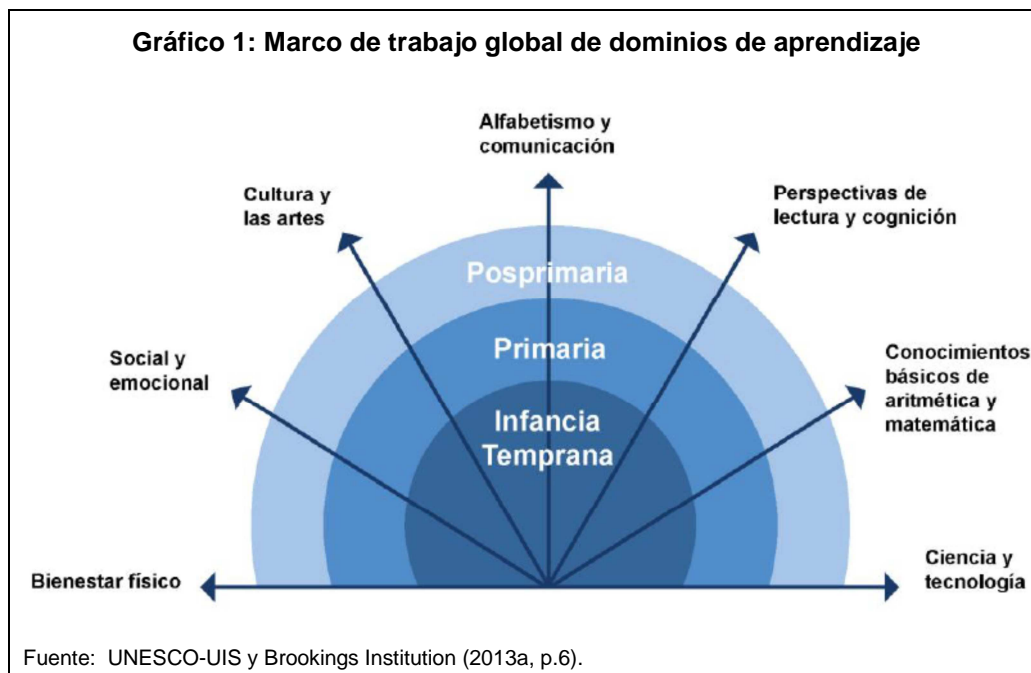 Gráfico 1: Marco de trabajo global de dominios de aprendizaje
Alfabetismo y
comunicación
Cultura y
las artes
Perspectivas de
lectura y cognición
Posprimaria
Primaria
Social y
emocional
Conocimientos
básicos de
aritmética y
matemática
Infancia
Temprana
Bienestar físico
Ciencia y
tecnología
Fuente: UNESCO-UIS y Brookings Institution (2013a, p.6).